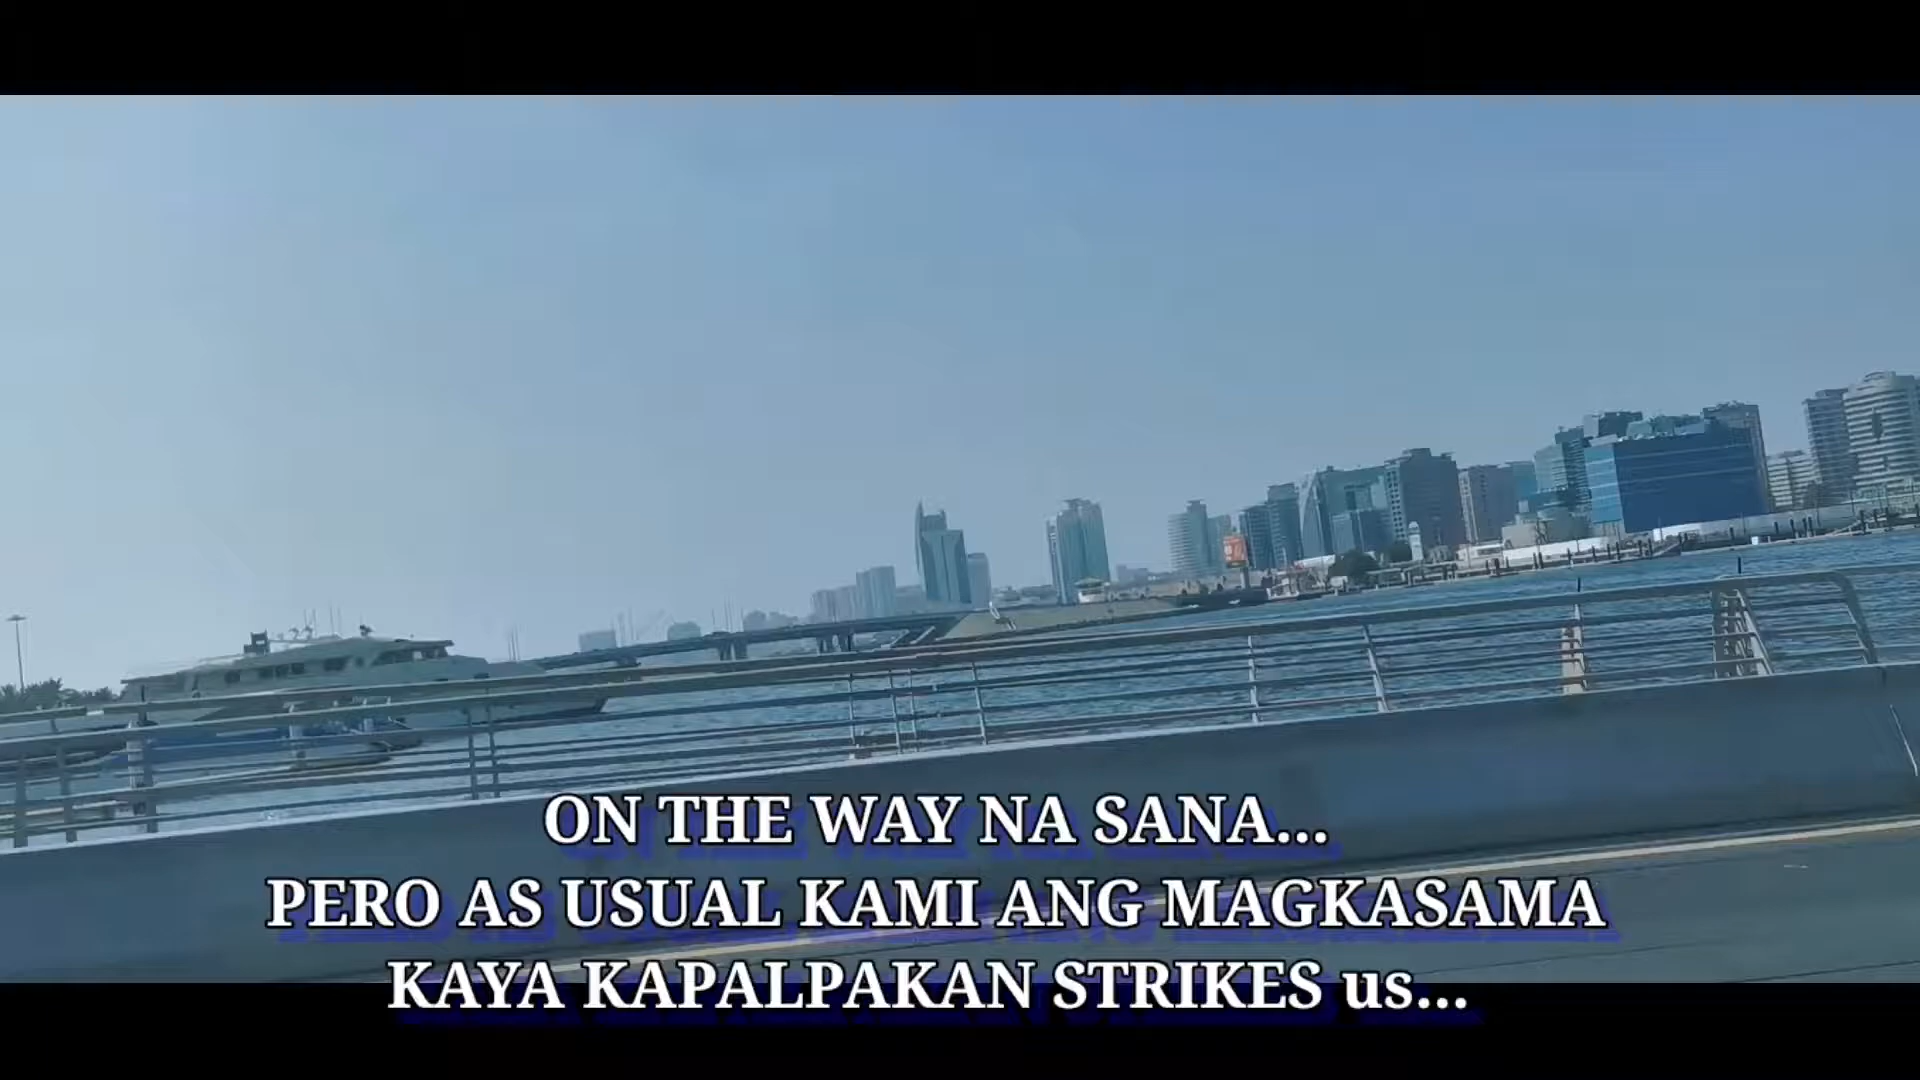 ON THE WAY NA SANA...
PERO AS USUAL KAMI ANG MAGKASAMA
KAYA KAPALPAKAN STRIKES us...